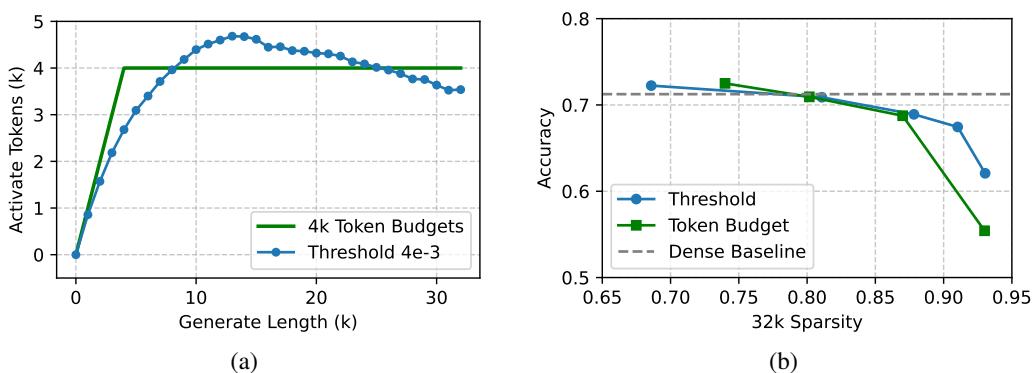 Activate Tokens (k)
5
4
3
2
1
0
0 10 20 30
Generate Length (k)
4k Token Budgets
Threshold 4e-3
(a)
Accuracy
0.8
0.7
0.6
0.5
0.65 0.70 0.75 0.80 0.85 0.90 0.95
32k Sparsity
Threshold
Token Budget
Dense Baseline
(b)